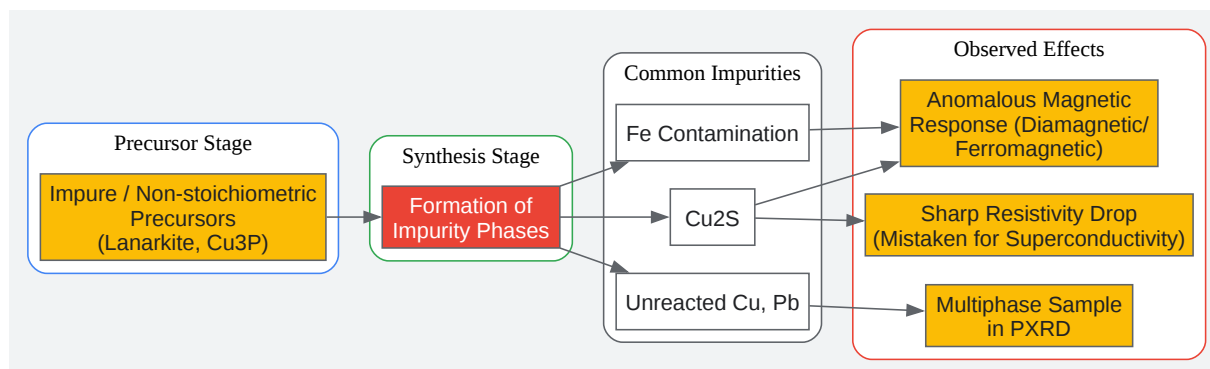 Precursor Stage
Impure / Non-stoichiometric
Precursors
(Lanarkite, Cu3P)
Synthesis Stage
Formation of
Impurity Phases
Common Impurities
Fe Contamination
Cu2S
Unreacted Cu, Pb
Observed Effects
Anomalous Magnetic
Response (Diamagnetic/
Ferromagnetic)
Sharp Resistivity Drop
(Mistaken for Superconductivity)
Multiphase Sample
in PXRD